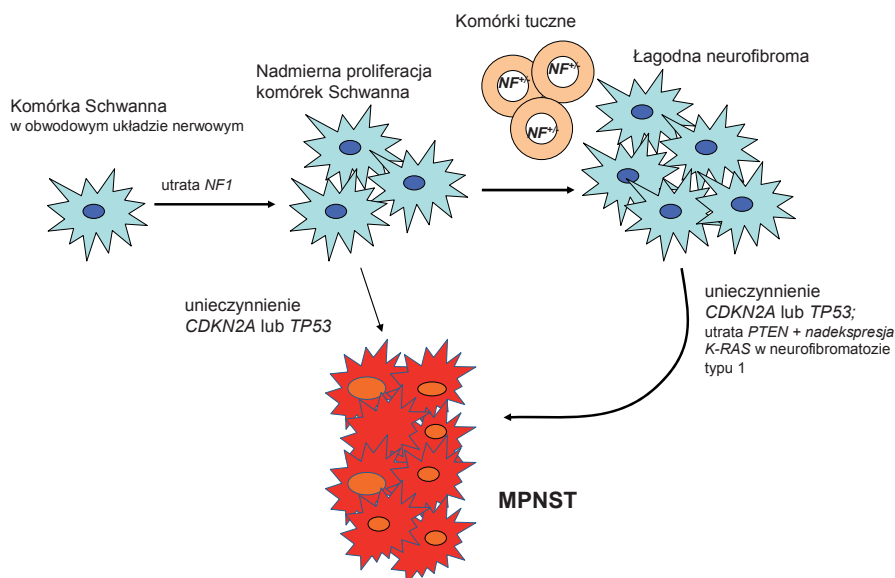 Komórka Schwanna
w obwodowym układzie nerwowym
utrata NF1
Nadmierna proliferacja
komórek Schwanna
Komórki tuczne
NF+/-
NF+/-
NF+/-
Łagodna neurofibroma
unieczynnienie
CDKN2A lub TP53
unieczynnienie
CDKN2A lub TP53;
utrata PTEN + nadekspresja
K-RAS w neurofibromatozie
typu 1
MPNST